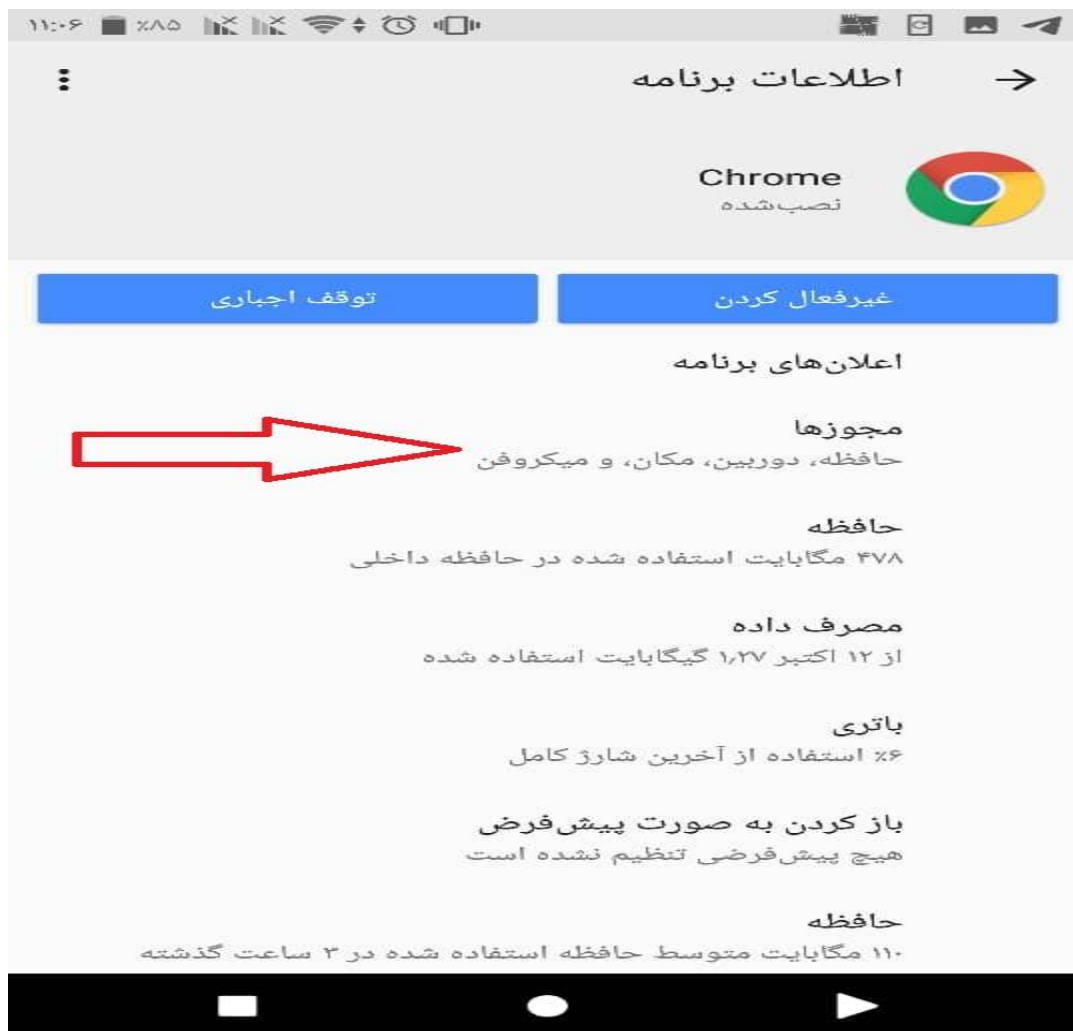 ۱۱:۰۶ ٪۸۵
اطلاعات برنامه
Chrome
نصب‌شده
غیرفعال کردن
توقف اجباری
اعلان‌های برنامه
مجوزها
حافظه، دوربین، مکان، و میکروفن
حافظه
۴۷۸ مگابایت استفاده شده در حافظه داخلی
مصرف داده
از ۱۲ اکتبر ۱٫۲۷ گیگابایت استفاده شده
باتری
۶٪ استفاده از آخرین شارژ کامل
باز کردن به صورت پیش‌فرض
هیچ پیش‌فرضی تنظیم نشده است
حافظه
۱۱۰ مگابایت متوسط حافظه استفاده شده در ۳ ساعت گذشته